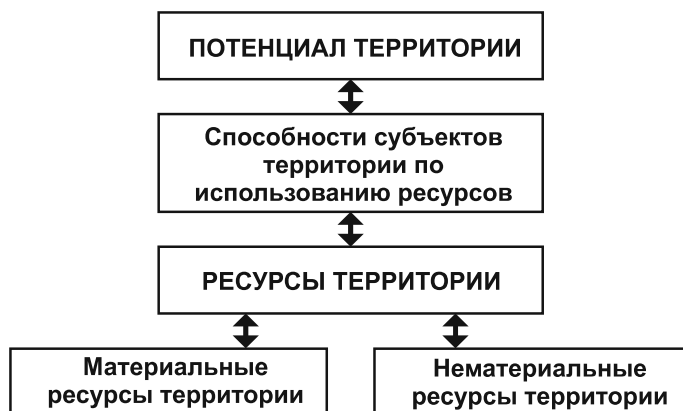 ПОТЕНЦИАЛ ТЕРРИТОРИИ
Способности субъектов
территории по
использованию ресурсов
РЕСУРСЫ ТЕРРИТОРИИ
Материальные
ресурсы территории
Нематериальные
ресурсы территории